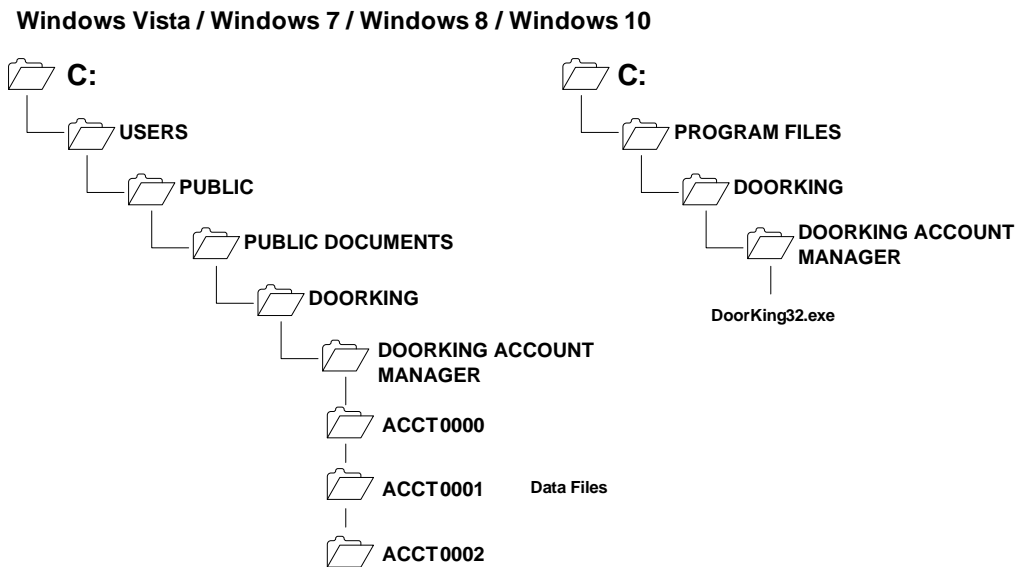 Windows Vista / Windows 7 / Windows 8 / Windows 10
C:
USERS
PUBLIC
PUBLIC DOCUMENTS
DOORKING
DOORKING ACCOUNT
MANAGER
ACCT0000
ACCT0001
Data Files
ACCT0002
C:
PROGRAM FILES
DOORKING
DOORKING ACCOUNT
MANAGER
DoorKing32.exe